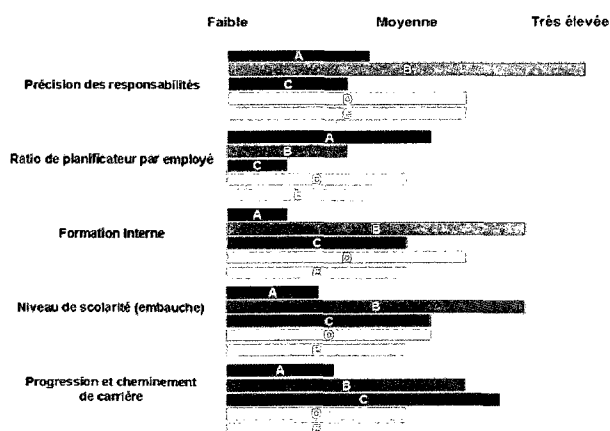 Faible Moyenne Très élevée
A
B
Précision des responsabilités
C
D
E
A
Ratio de planificateur par employé
B
C
D
E
A
Formation interne
B
C
D
E
A
Niveau de scolarité (embauche)
B
C
D
E
A
Progression et cheminement
de carrière
B
C
D
E